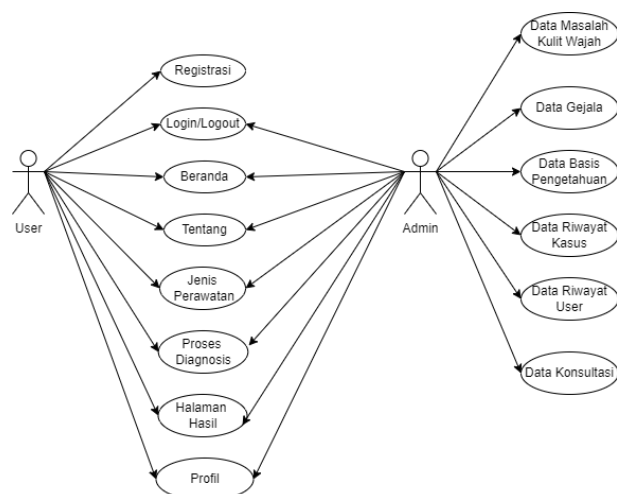 Registrasi
Login/Logout
Beranda
Tentang
Jenis
Perawatan
Proses
Diagnosis
Halaman
Hasil
Profil
User
Admin
Data Masalah
Kulit Wajah
Data Gejala
Data Basis
Pengetahuan
Data Riwayat
Kasus
Data Riwayat
User
Data Konsultasi